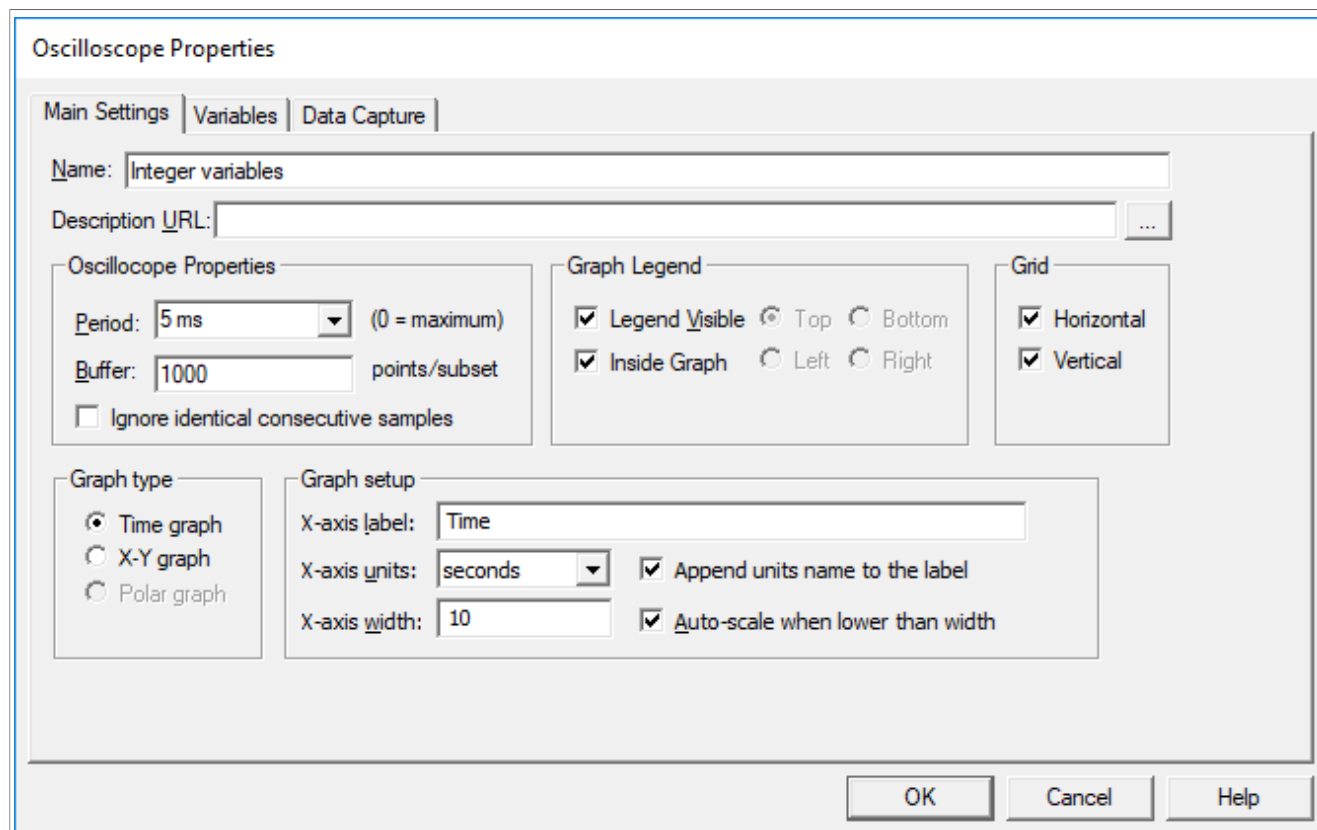 Oscilloscope Properties
Main Settings Variables Data Capture
Name: Integer variables
Description URL: ...
Oscillocope Properties Graph Legend Grid
Period: 5 ms (0 = maximum) Legend Visible Top Bottom Horizontal
Buffer: 1000 points/subset Inside Graph Left Right Vertical
Ignore identical consecutive samples
Graph type Graph setup
Time graph X-axis label: Time
X-Y graph X-axis units: seconds Append units name to the label
Polar graph X-axis width: 10 Auto-scale when lower than width
OK Cancel Help